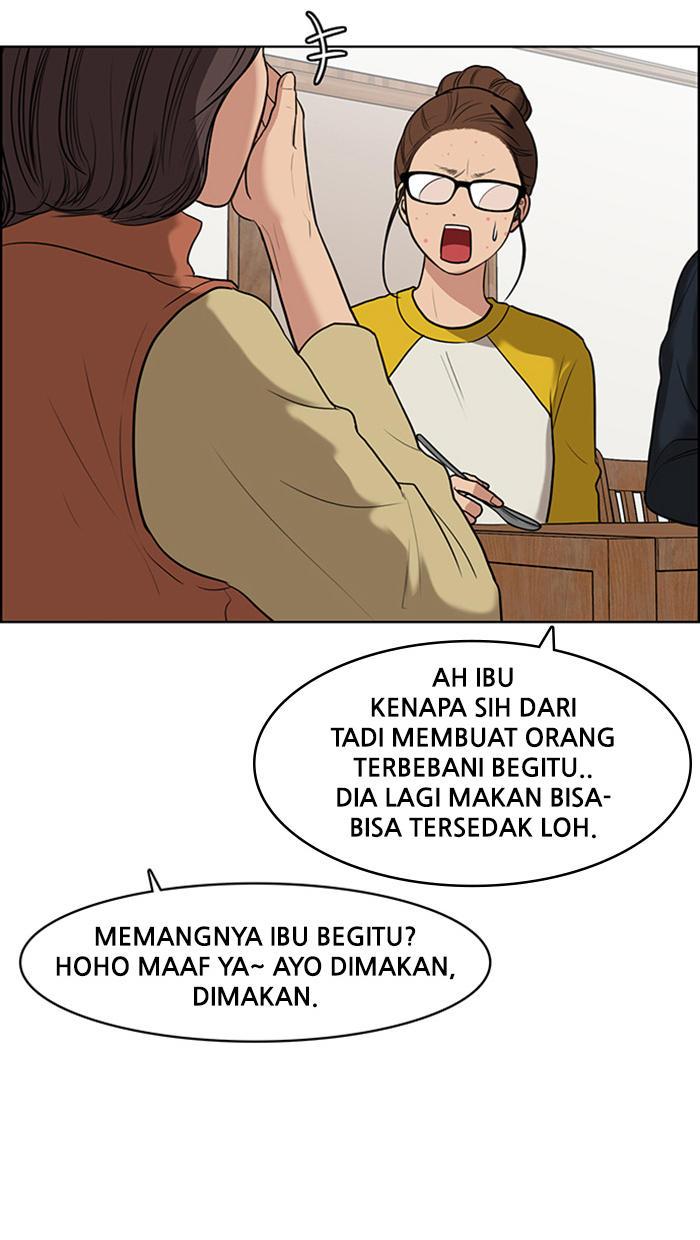 AH IBU
KENAPA SIH DARI
TADI MEMBUAT ORANG
TERBEBANI BEGITU..
DIA LAGI MAKAN BISA-
BISA TERSEDAK LOH.
MEMANGNYA IBU BEGITU?
HOHO MAAF YA~ AYO DIMAKAN,
DIMAKAN.